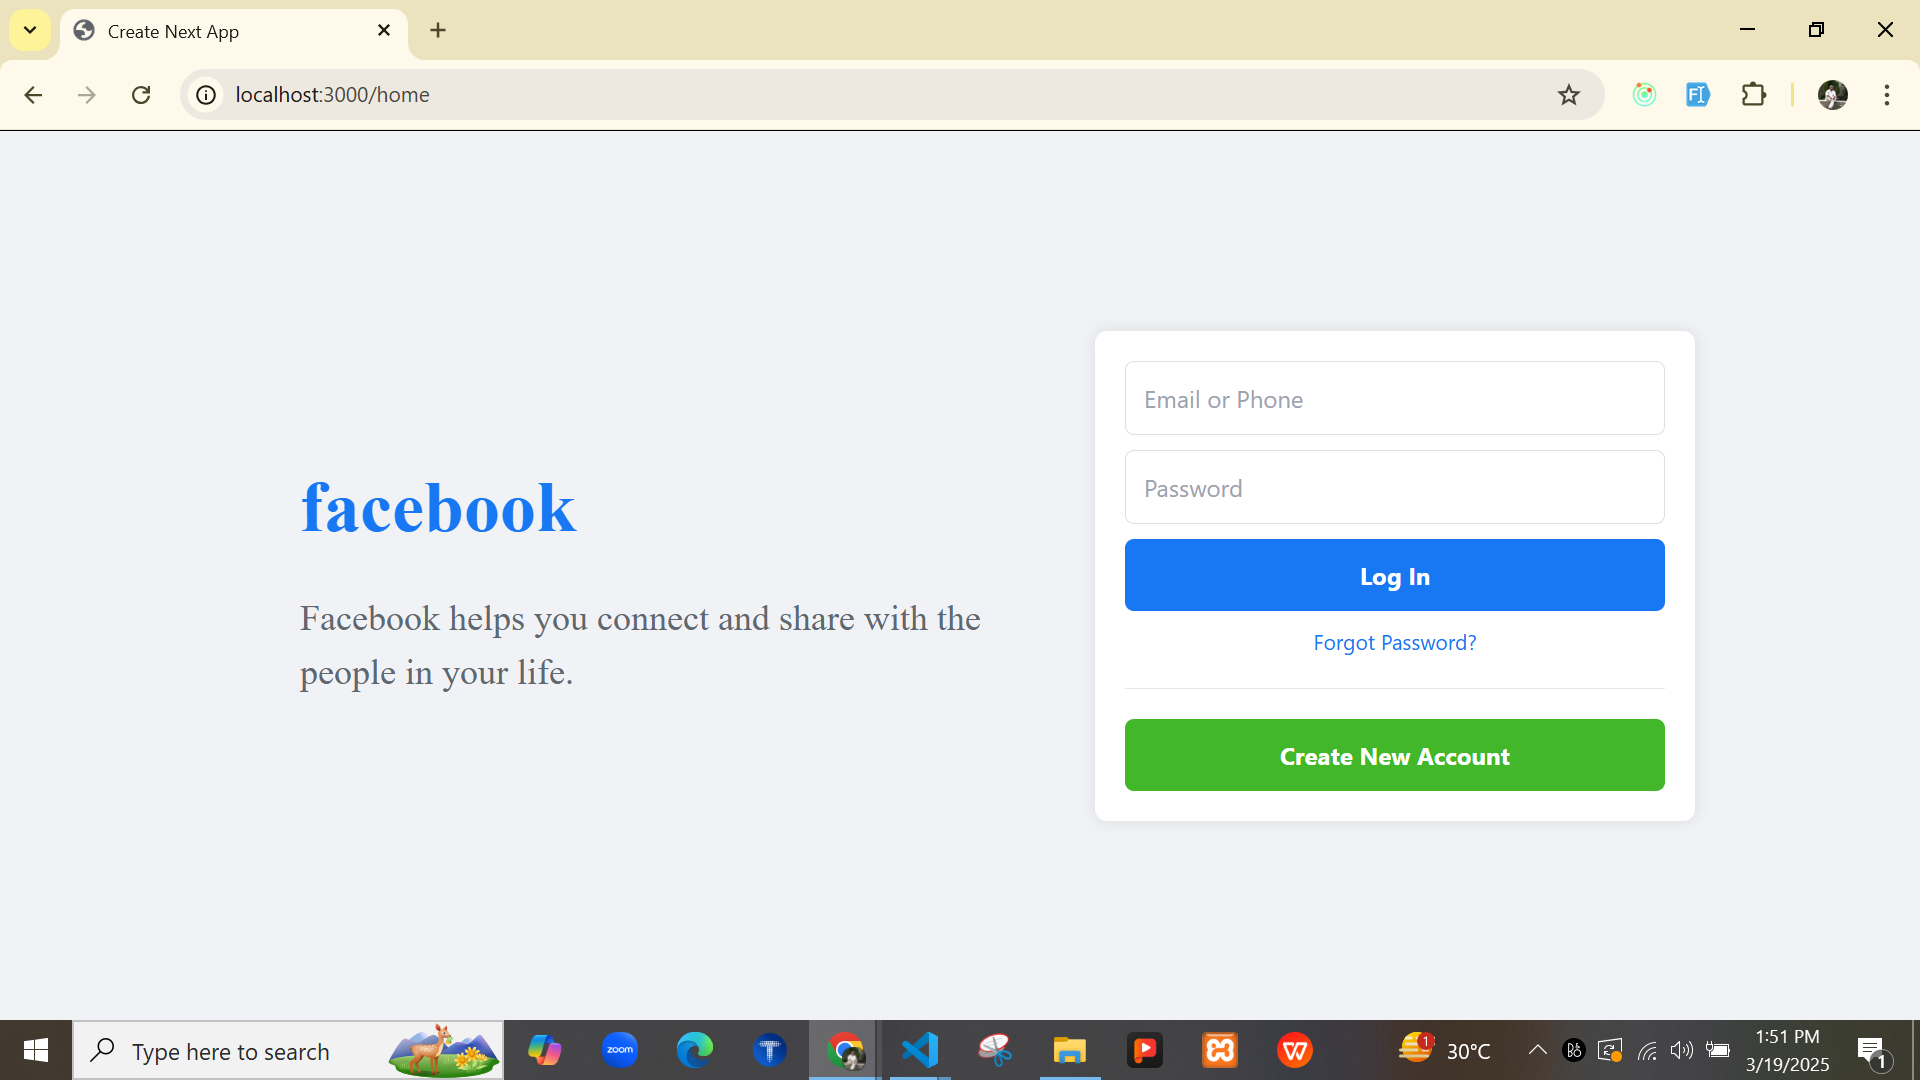 Create Next App
localhost:3000/home
Email or Phone
Password
Log In
Forgot Password?
Create New Account
facebook
Facebook helps you connect and share with the
people in your life.
Type here to search
zoom
1
30°C
1:51 PM
3/19/2025
1